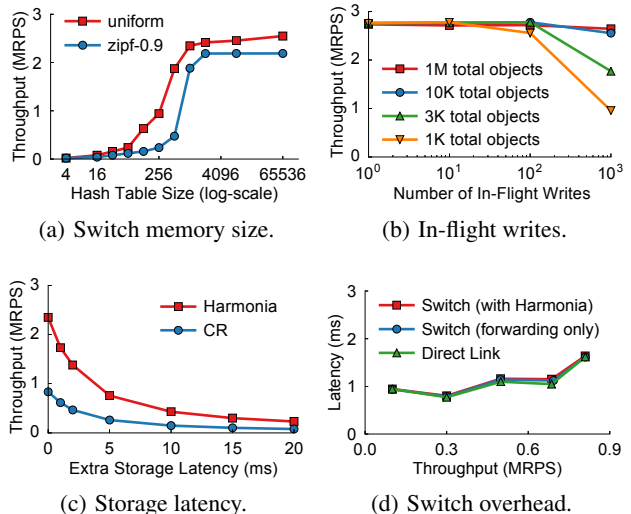 3
2
1
0
Throughput (MRPS)
uniform
zipf-0.9
4 16 256 4096 65536
Hash Table Size (log-scale)
(a) Switch memory size.
3
2
1
0
Throughput (MRPS)
1M total objects
10K total objects
3K total objects
1K total objects
10^0 10^1 10^2 10^3
Number of In-Flight Writes
(b) In-flight writes.
3
2
1
0
Throughput (MRPS)
Harmonia
CR
0 5 10 15 20
Extra Storage Latency (ms)
(c) Storage latency.
3
2
1
0
Latency (ms)
Switch (with Harmonia)
Switch (forwarding only)
Direct Link
0.0 0.3 0.6 0.9
Throughput (MRPS)
(d) Switch overhead.